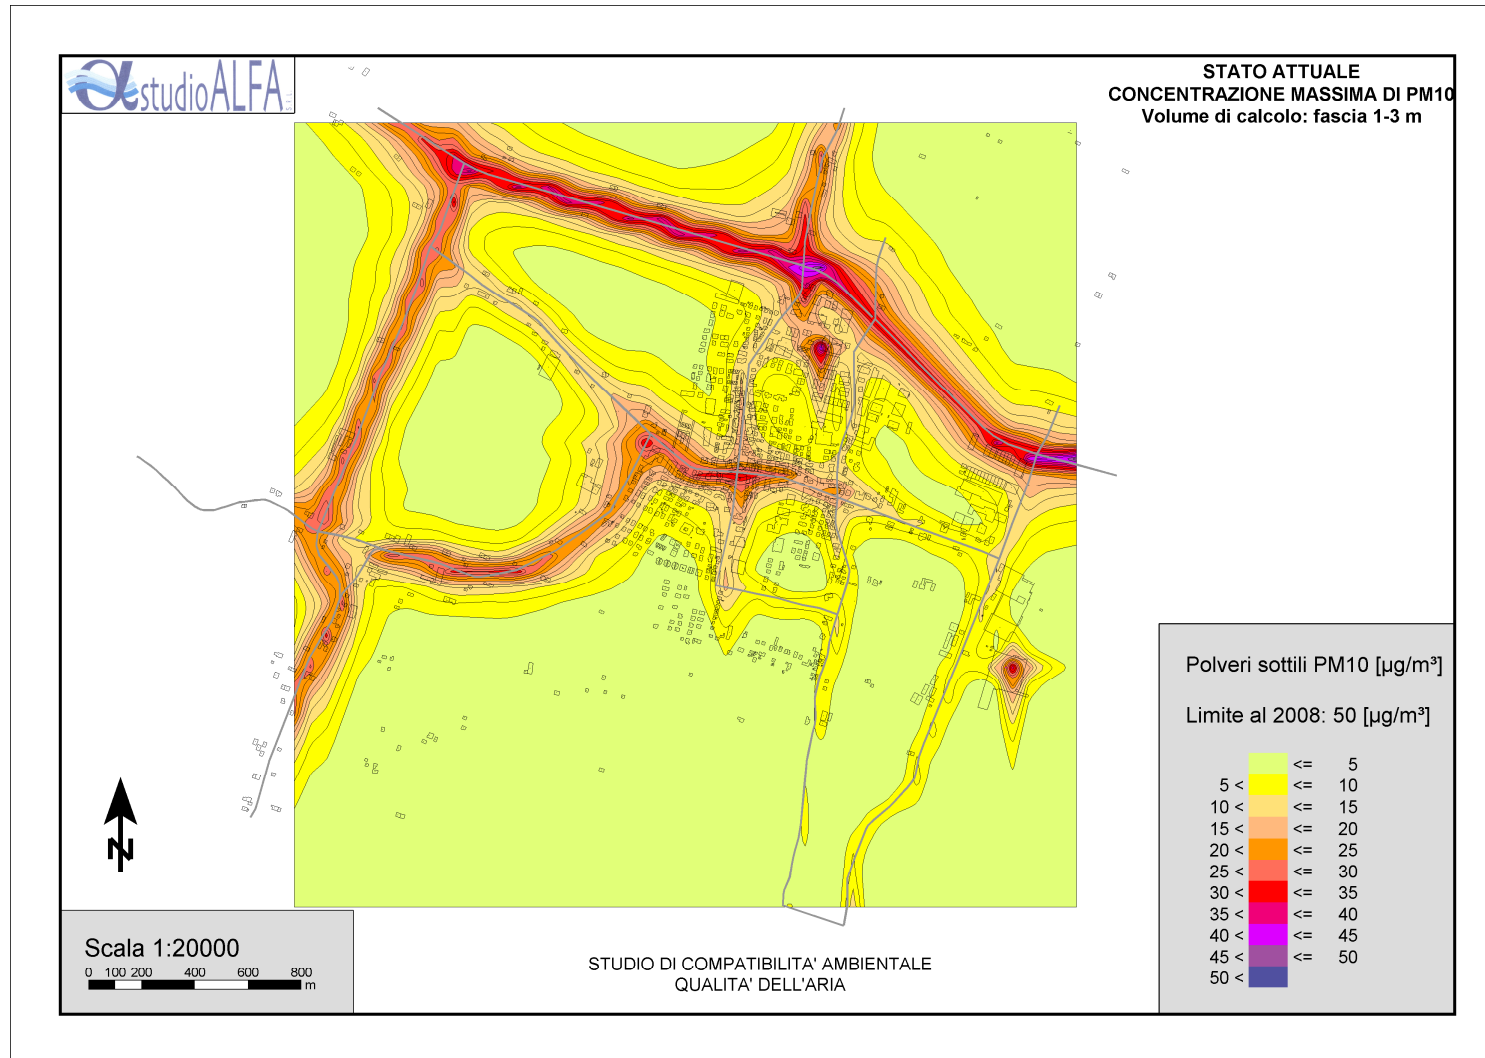 αstudioALFA S.r.l.
STATO ATTUALE
CONCENTRAZIONE MASSIMA DI PM10
Volume di calcolo: fascia 1-3 m
Polveri sottili PM10 [µg/m³]
Limite al 2008: 50 [µg/m³]
<= 5
5 < <= 10
10 < <= 15
15 < <= 20
20 < <= 25
25 < <= 30
30 < <= 35
35 < <= 40
40 < <= 45
45 < <= 50
50 <
N
Scala 1:20000
0 100 200 400 600 800
m
STUDIO DI COMPATIBILITA' AMBIENTALE
QUALITA' DELL'ARIA